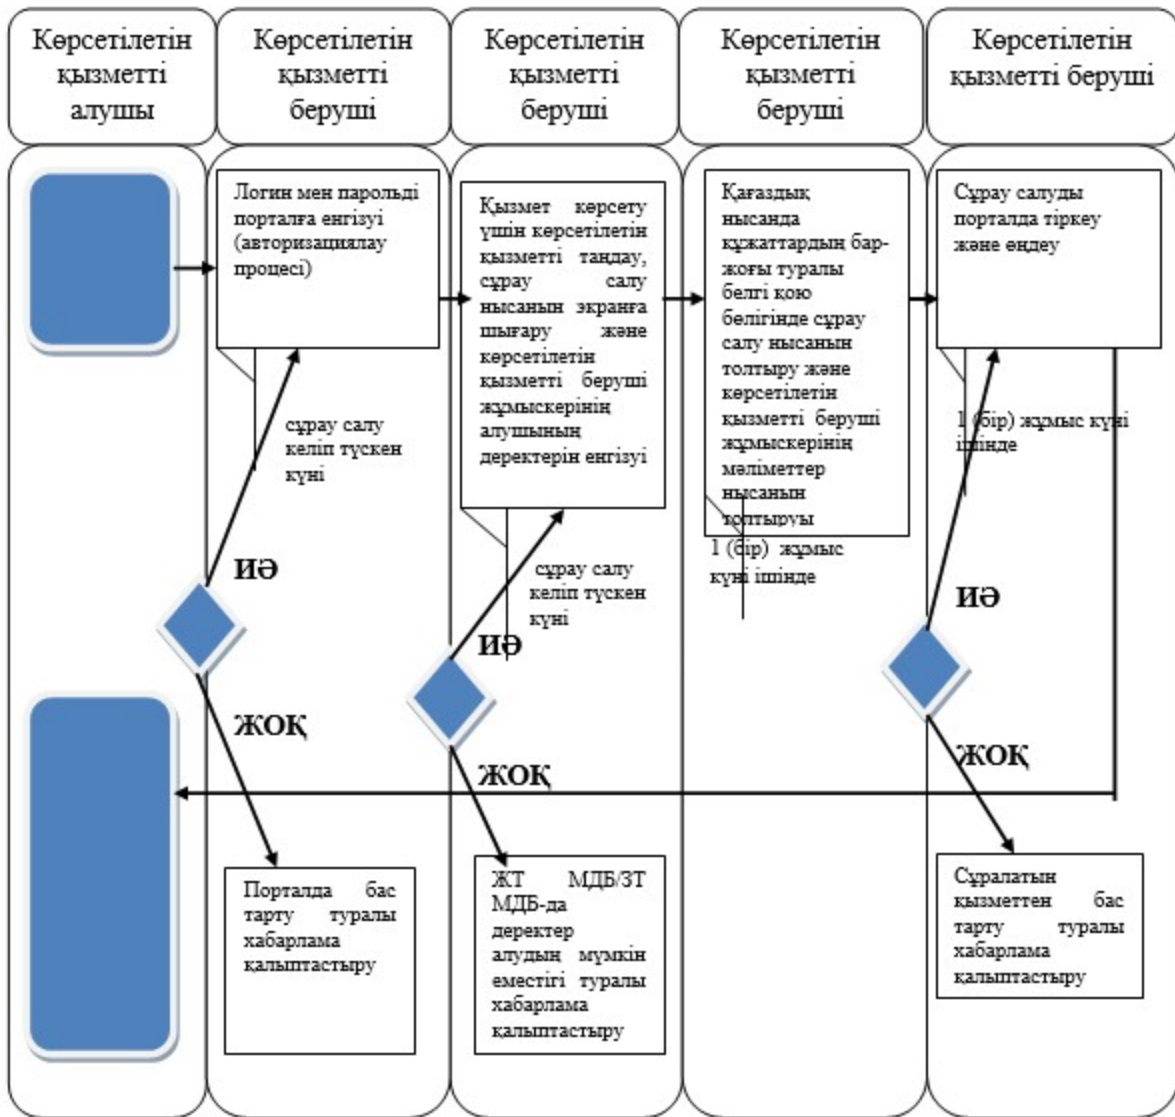 Көрсетілетін
қызметті
алушы
Көрсетілетін
қызметті
беруші
Көрсетілетін
қызметті
беруші
Көрсетілетін
қызметті
беруші
Көрсетілетін
қызметті беруші
Логин мен парольді
порталға енгізуі
(авторизациялау
процесі)
сұрау салу
келіп түскен
күні
ИӘ
ЖОҚ
Порталда бас
тарту туралы
хабарлама
қалыптастыру
Қызмет көрсету
үшін көрсетілетін
қызметті таңдау,
сұрау салу
нысанын экранға
шығару және
көрсетілетін
қызметті беруші
жұмыскерінің
алушының
деректерін енгізуі
сұрау салу
келіп түскен
күні
ИӘ
ЖОҚ
ЖТ МДБ/ЗТ
МДБ-да
деректер
алудың мүмкін
еместігі туралы
хабарлама
қалыптастыру
Қағаздық
нысанда
құжаттардың бар-
жоғы туралы
белгі қою
бөлігінде сұрау
салу нысанын
толтыру және
көрсетілетін
қызметті беруші
жұмыскерінің
мәліметтер
нысанын
толтыруы
1 (бір) жұмыс
күні ішінде
Сұрау салуды
порталда тіркеу
және өңдеу
1 (бір) жұмыс күні
ішінде
ИӘ
ЖОҚ
Сұралатын
қызметтен бас
тарту туралы
хабарлама
қалыптастыру